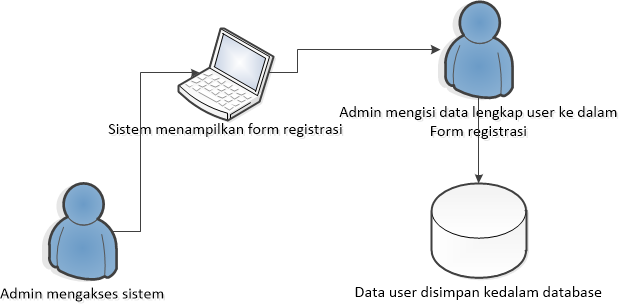 Admin mengakses sistem
Sistem menampilkan form registrasi
Admin mengisi data lengkap user ke dalam
Form registrasi
Data user disimpan kedalam database